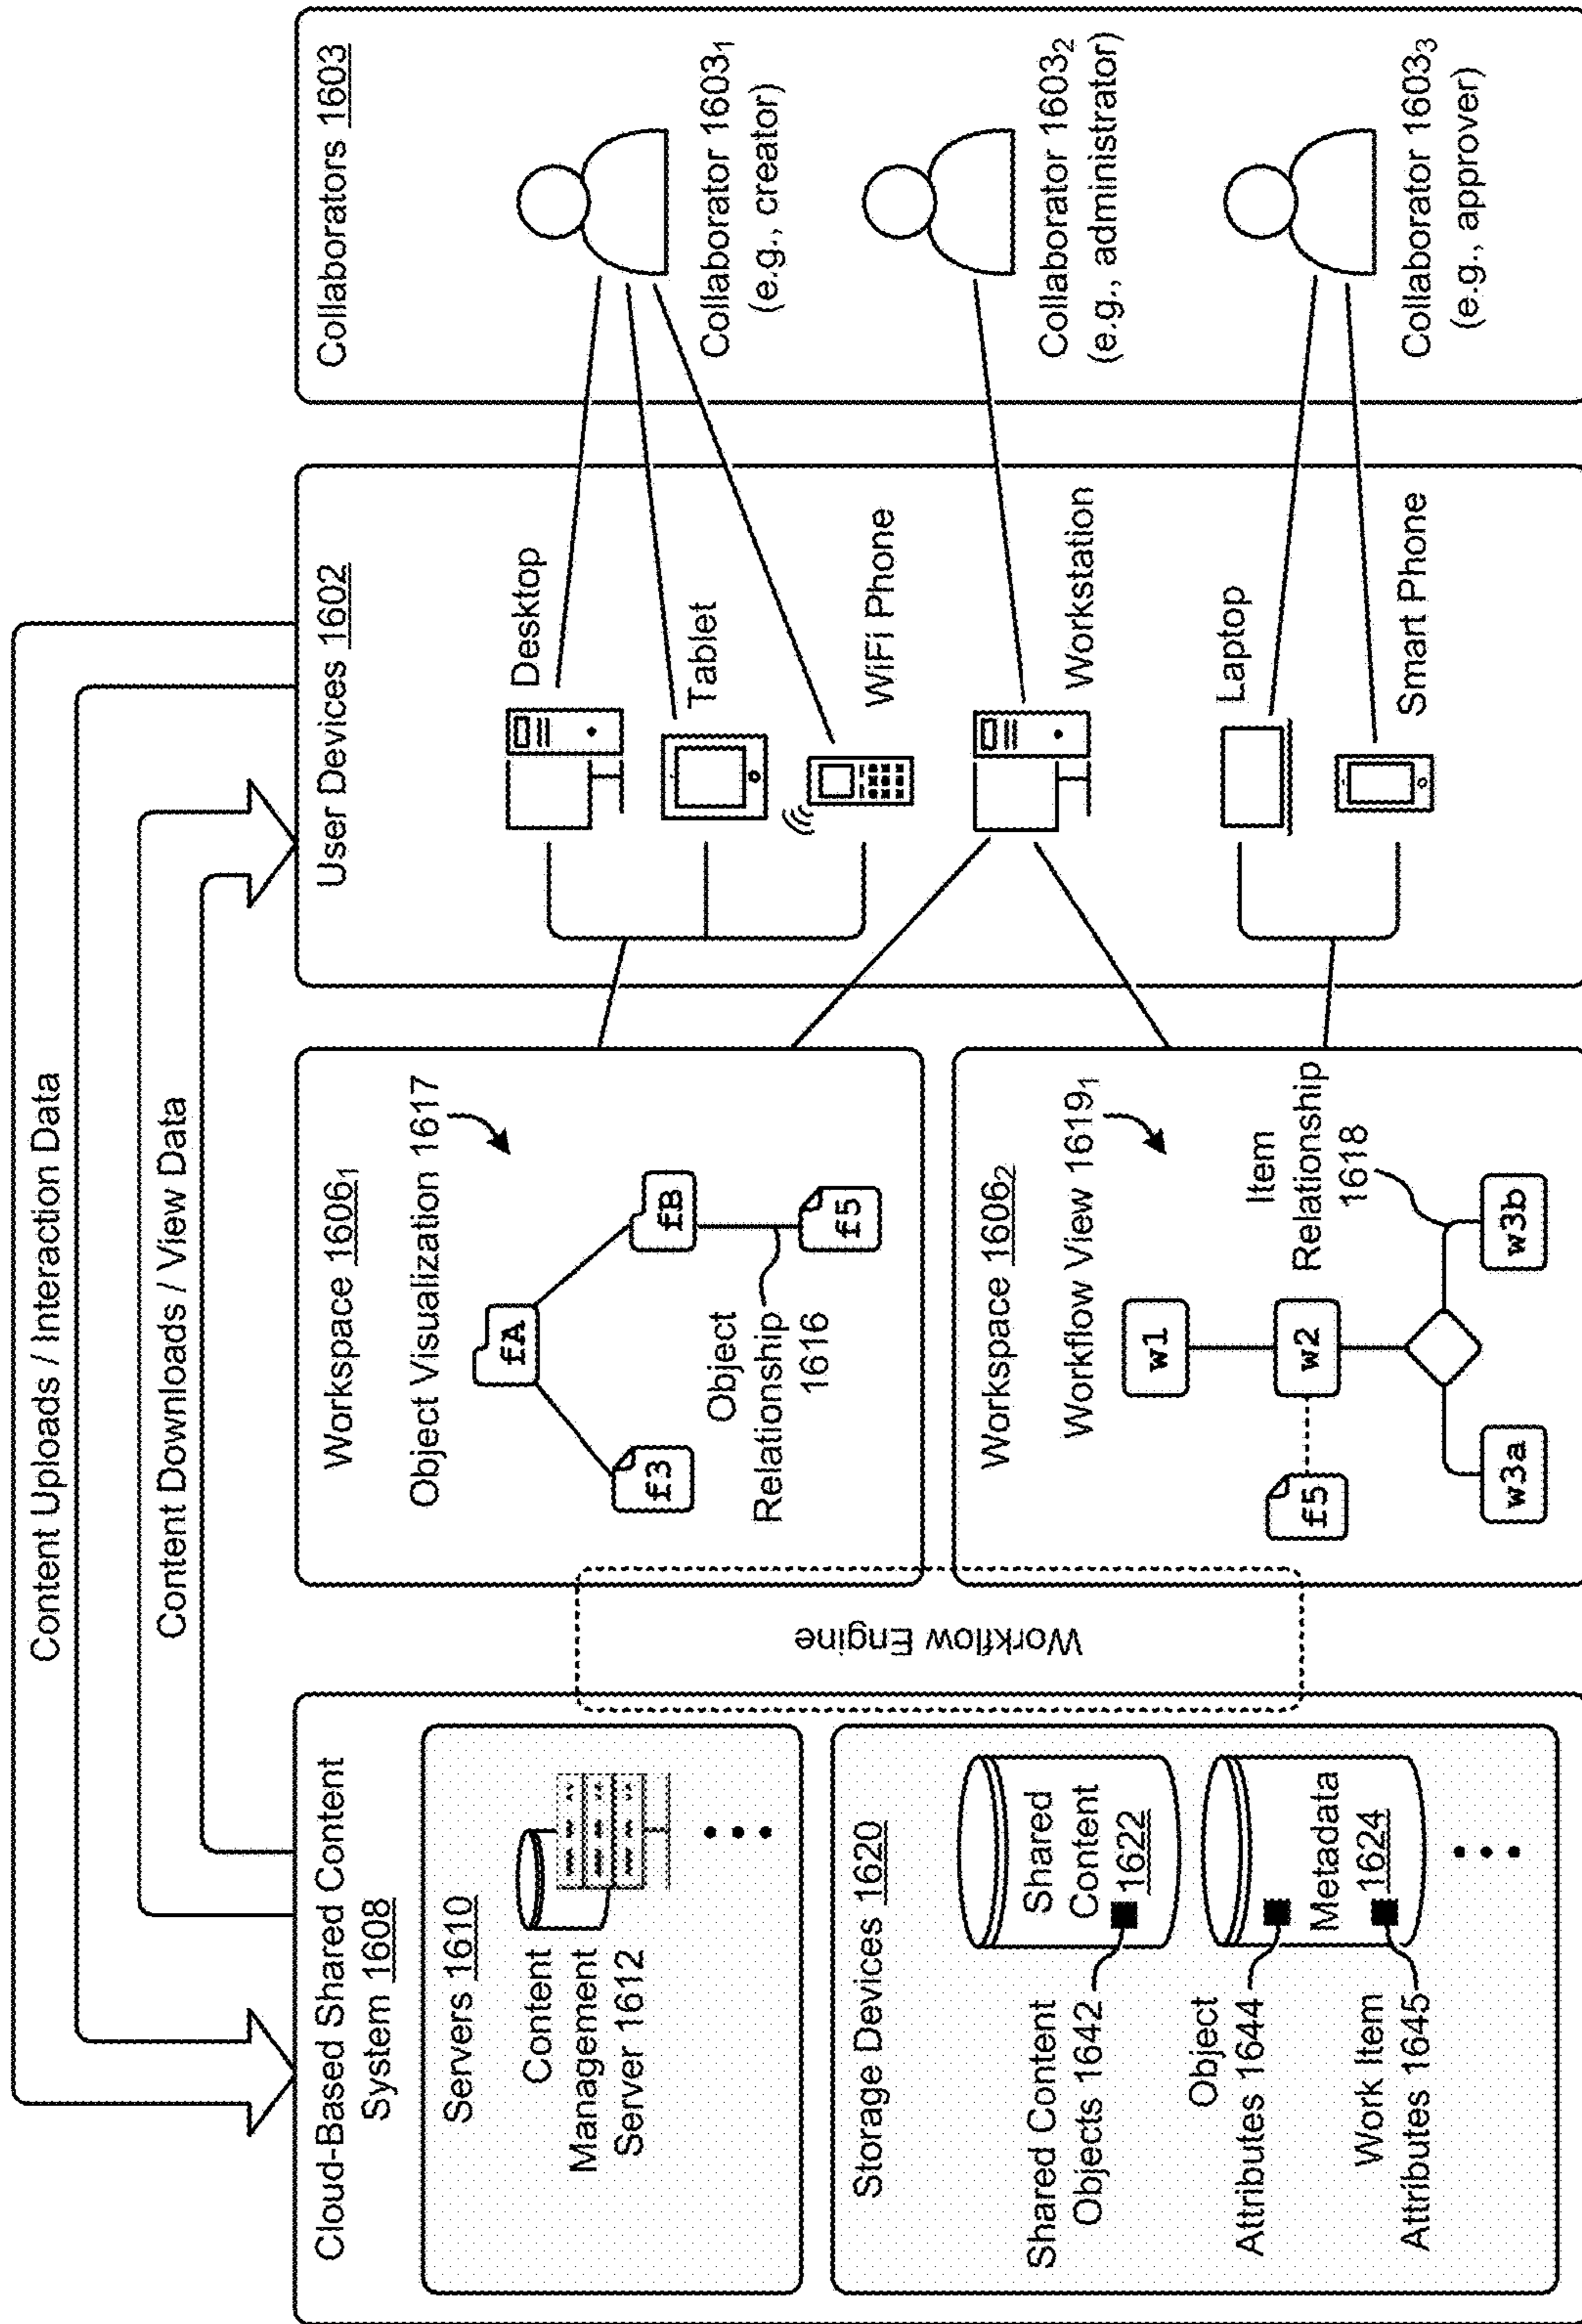 Content Uploads / Interaction Data
Content Downloads / View Data
Cloud-Based Shared Content
System 1608
Servers 1610
Content
Management
Server 1612
Storage Devices 1620
Shared Content
Objects 1642
Shared
Content
1622
Object
Attributes 1644
Work Item
Attributes 1645
Metadata
1624
Workflow Engine
Workspace 1606₁
Object Visualization 1617
fA
f3
fB
f5
Object
Relationship
1616
Workspace 1606₂
Workflow View 1619₁
w1
f5
w2
w3a
w3b
Item
Relationship
1618
User Devices 1602
Desktop
Tablet
WiFi Phone
Workstation
Laptop
Smart Phone
Collaborators 1603
Collaborator 1603₁
(e.g., creator)
Collaborator 1603₂
(e.g., administrator)
Collaborator 1603₃
(e.g., approver)